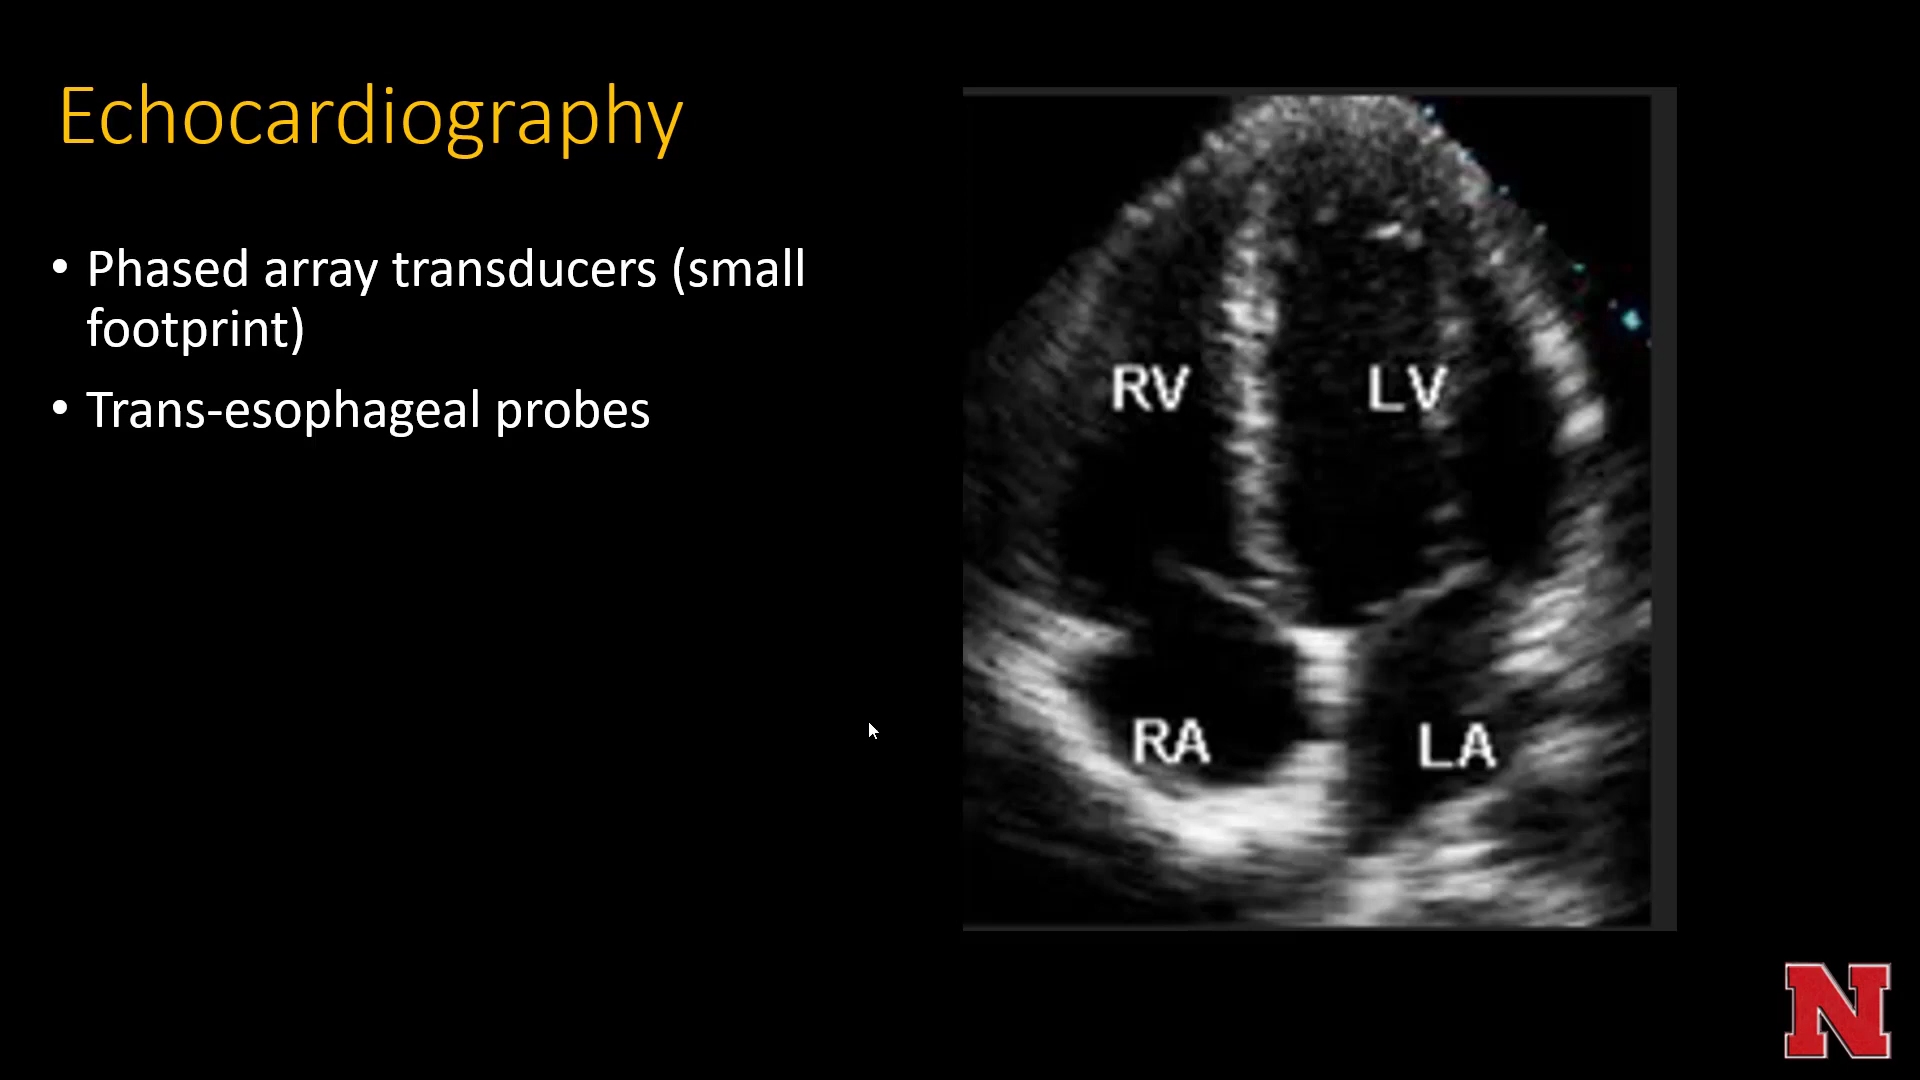 Echocardiography
• Phased array transducers (small
footprint)
• Trans-esophageal probes
RV
LV
RA
LA
N